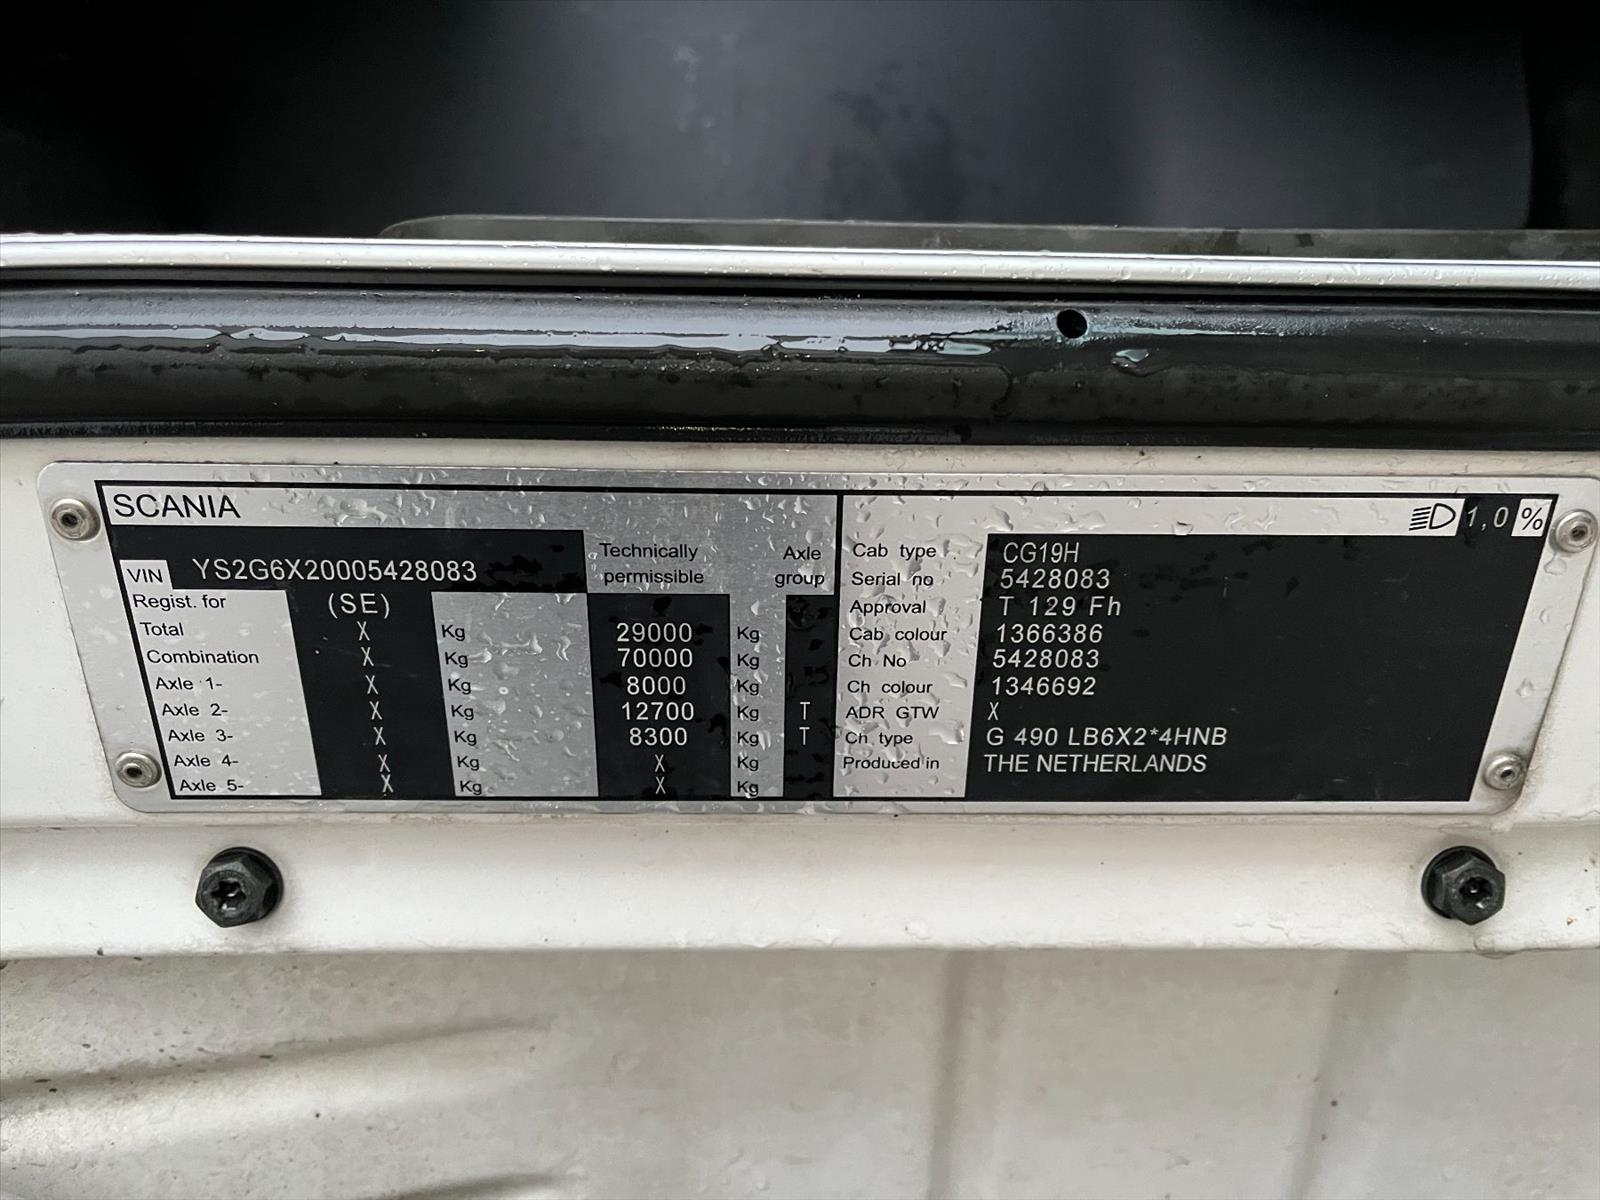 SCANIA
1,0 %
VIN YS2G6X20005428083
Technically permissible
Axle group
Regist. for (SE)
Total X Kg 29000 Kg
Combination X Kg 70000 Kg
Axle 1- X Kg 8000 Kg
Axle 2- X Kg 12700 Kg T
Axle 3- X Kg 8300 Kg T
Axle 4- X Kg X Kg
Axle 5- X Kg X Kg
Cab type CG19H
Serial no 5428083
Approval T 129 Fh
Cab colour 1366386
Ch No 5428083
Ch colour 1346692
ADR GTW X
Ch type G 490 LB6X2*4HNB
Produced in THE NETHERLANDS